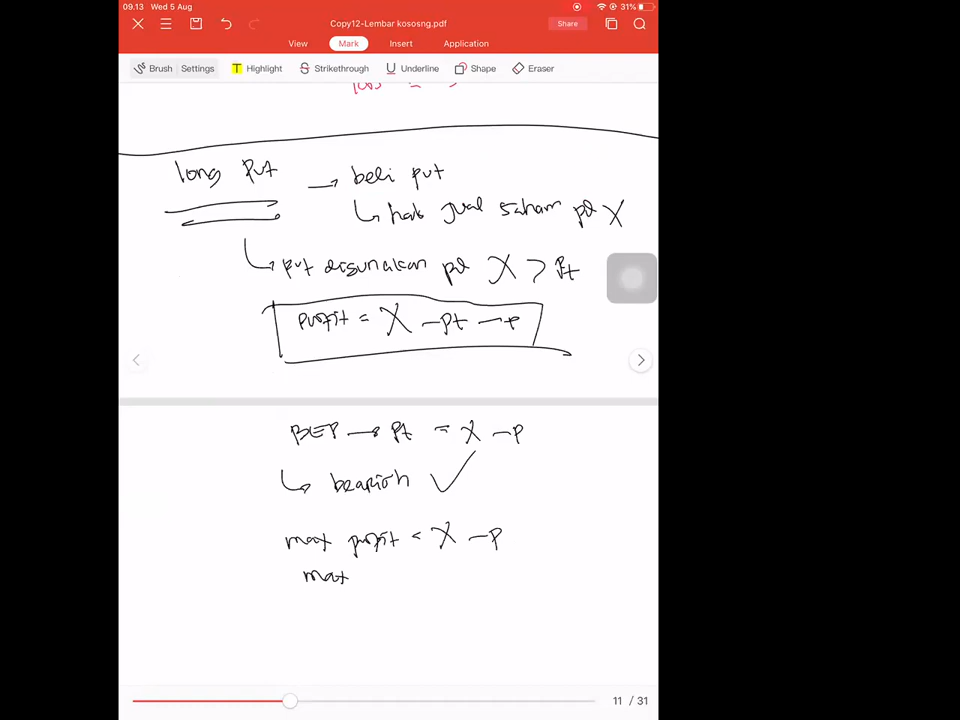 09.13 Wed 5 Aug 31%
Copy12-Lembar kososng.pdf
Share
View Mark Insert Application
Brush Settings Highlight Strikethrough Underline Shape Eraser
long Put → beli put
hak jual saham pd X
put digunakan pd X > Pt
profit = X - pt - p
BEP → Pt = X - P
bearish ✓
max profit = X - P
max
11 / 31